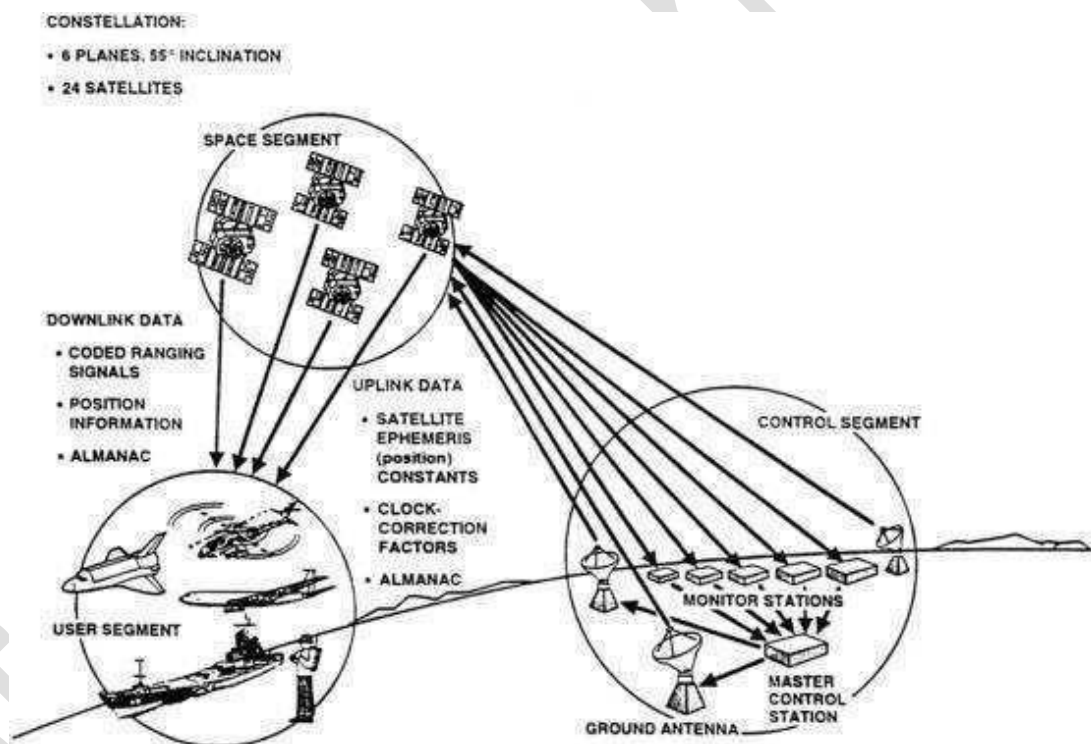 CONSTELLATION:
• 6 PLANES, 55° INCLINATION
• 24 SATELLITES
SPACE SEGMENT
DOWNLINK DATA
• CODED RANGING
SIGNALS
• POSITION
INFORMATION
• ALMANAC
UPLINK DATA
• SATELLITE
EPHEMERIS
(position)
CONSTANTS
• CLOCK-
CORRECTION
FACTORS
• ALMANAC
CONTROL SEGMENT
MONITOR STATIONS
USER SEGMENT
MASTER
CONTROL
STATION
GROUND ANTENNA